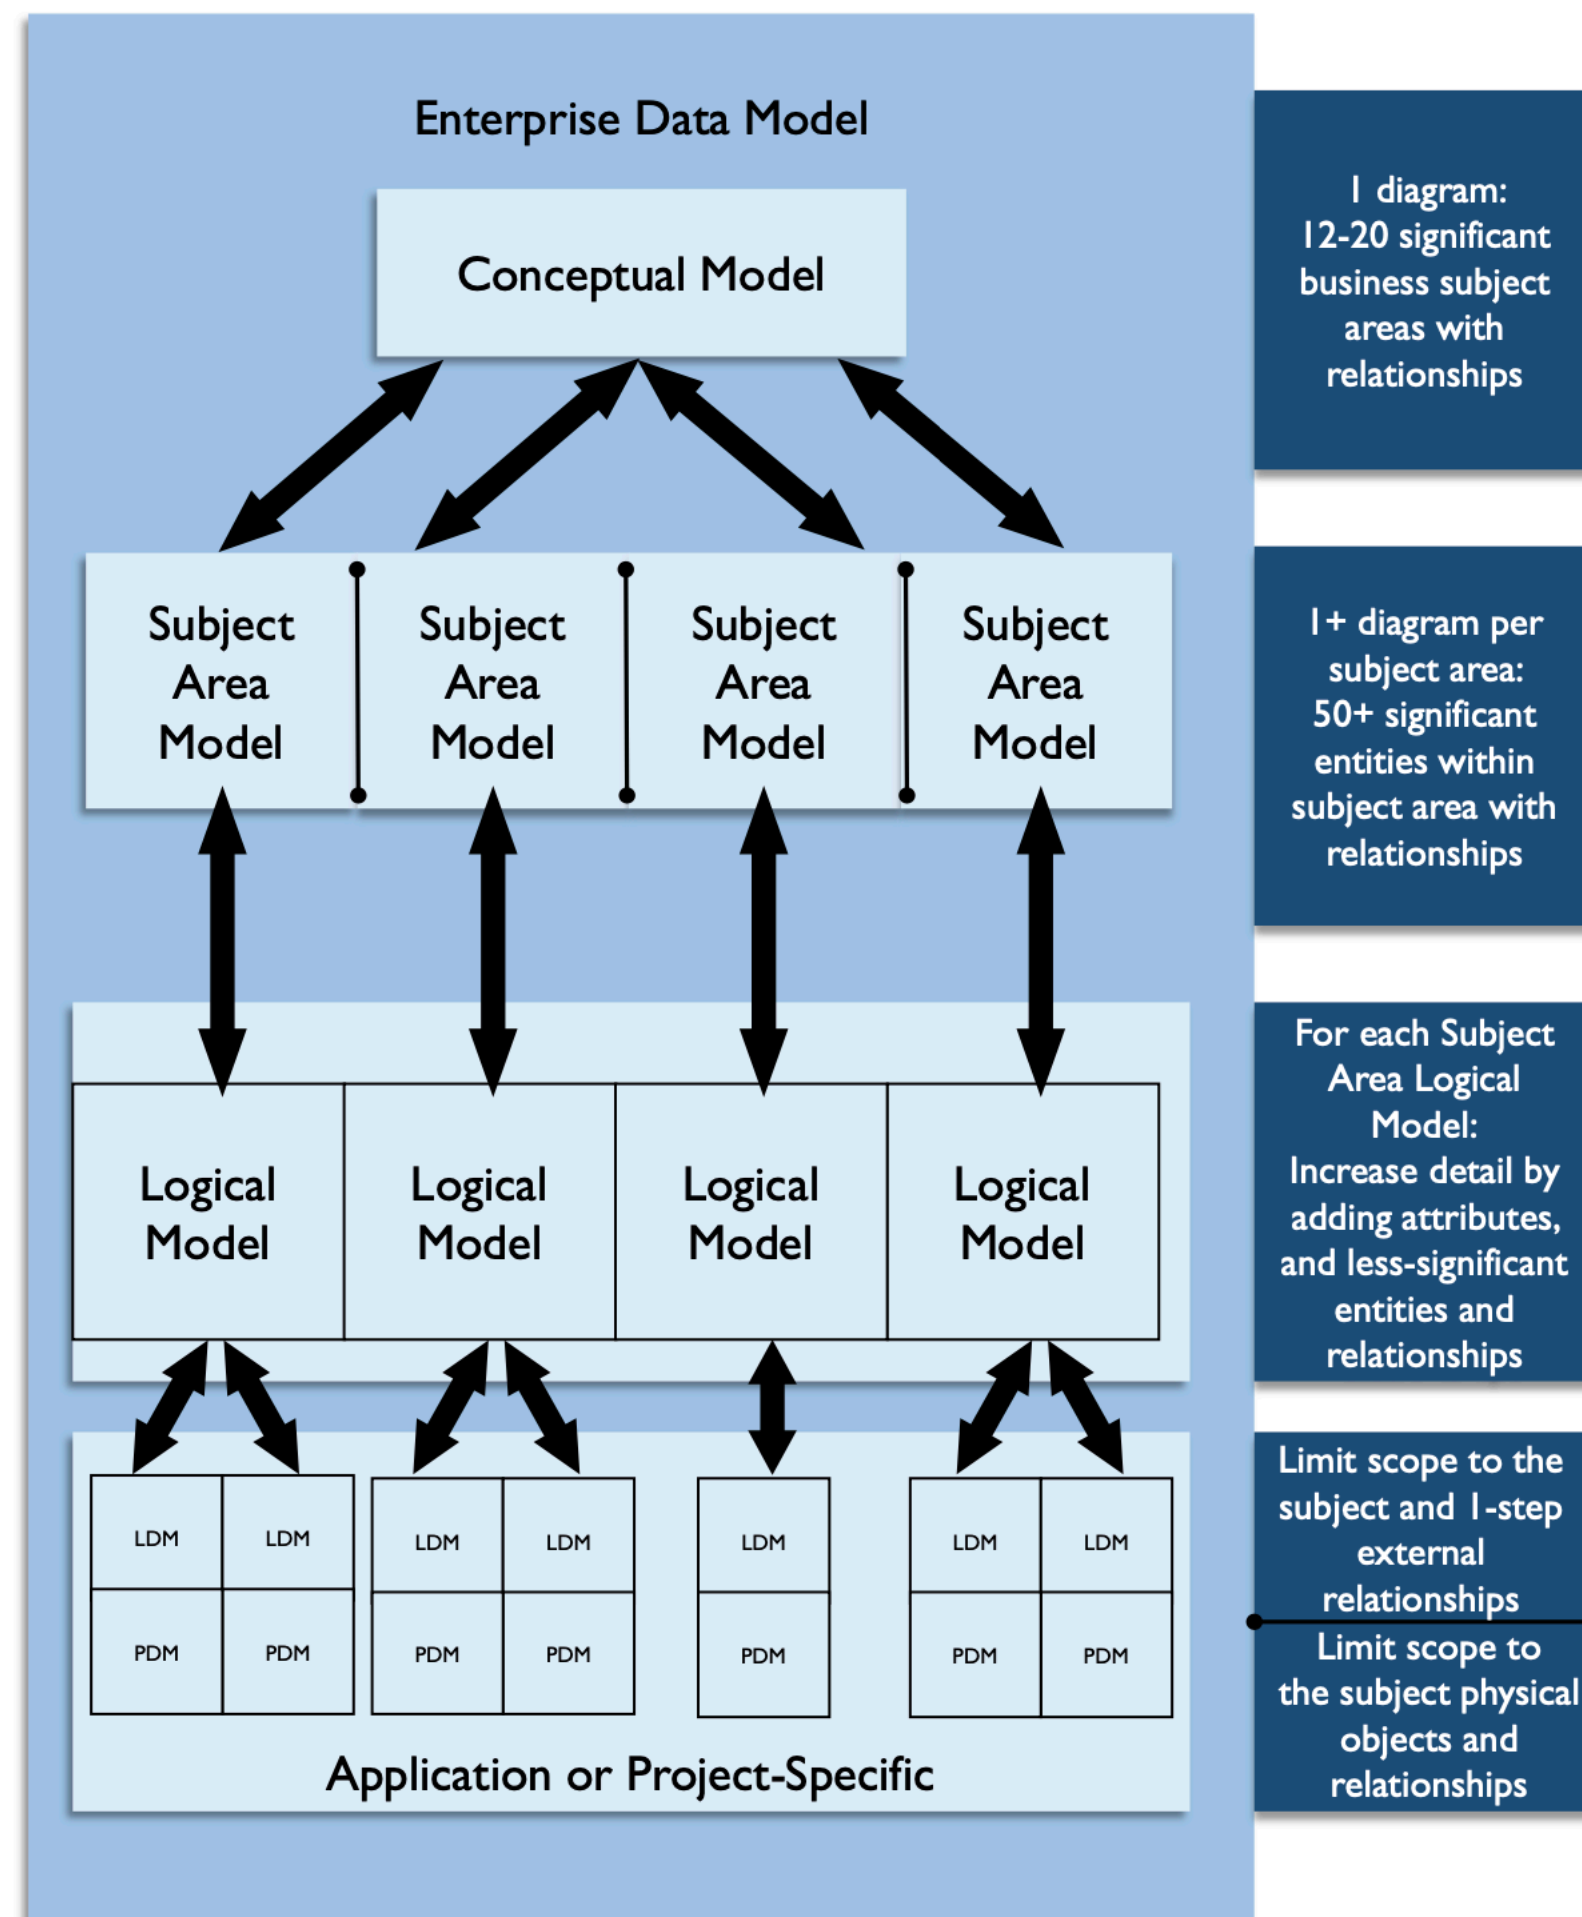 Enterprise Data Model
Conceptual Model
1 diagram:
12-20 significant
business subject
areas with
relationships
Subject
Area
Model
Subject
Area
Model
Subject
Area
Model
Subject
Area
Model
1+ diagram per
subject area:
50+ significant
entities within
subject area with
relationships
Logical
Model
Logical
Model
Logical
Model
Logical
Model
For each Subject
Area Logical
Model:
Increase detail by
adding attributes,
and less-significant
entities and
relationships
LDM
LDM
LDM
LDM
LDM
LDM
LDM
PDM
PDM
PDM
PDM
PDM
PDM
PDM
Application or Project-Specific
Limit scope to the
subject and 1-step
external
relationships
Limit scope to
the subject physical
objects and
relationships